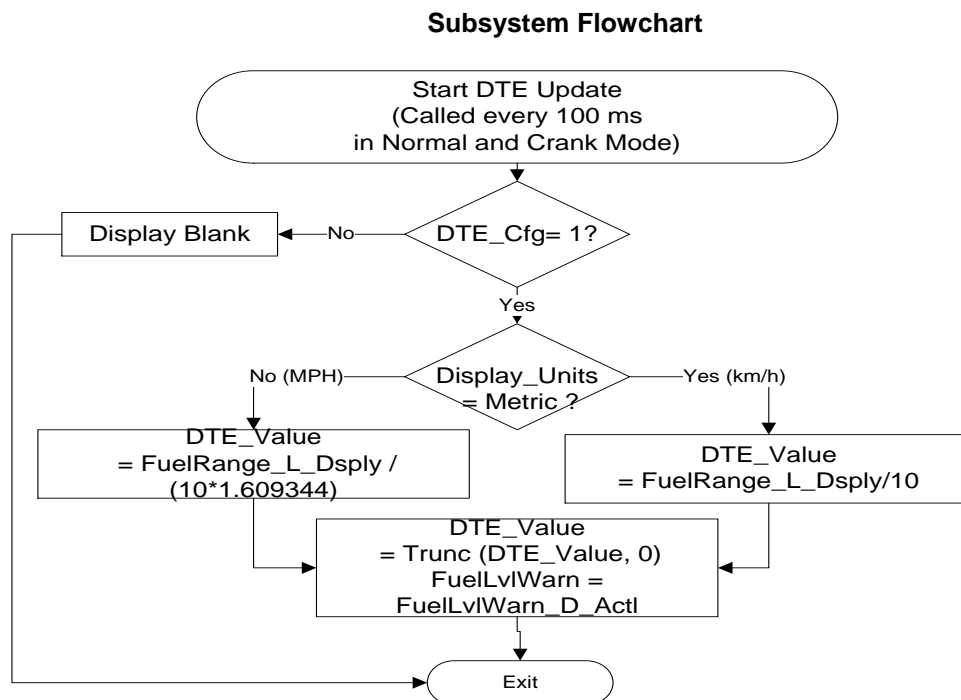 Subsystem Flowchart
Start DTE Update
(Called every 100 ms
in Normal and Crank Mode)
Display Blank
No
DTE_Cfg= 1?
Yes
No (MPH)
Display_Units
= Metric ?
Yes (km/h)
DTE_Value
= FuelRange_L_Dsply /
(10*1.609344)
DTE_Value
= FuelRange_L_Dsply/10
DTE_Value
= Trunc (DTE_Value, 0)
FuelLvlWarn =
FuelLvlWarn_D_Actl
Exit